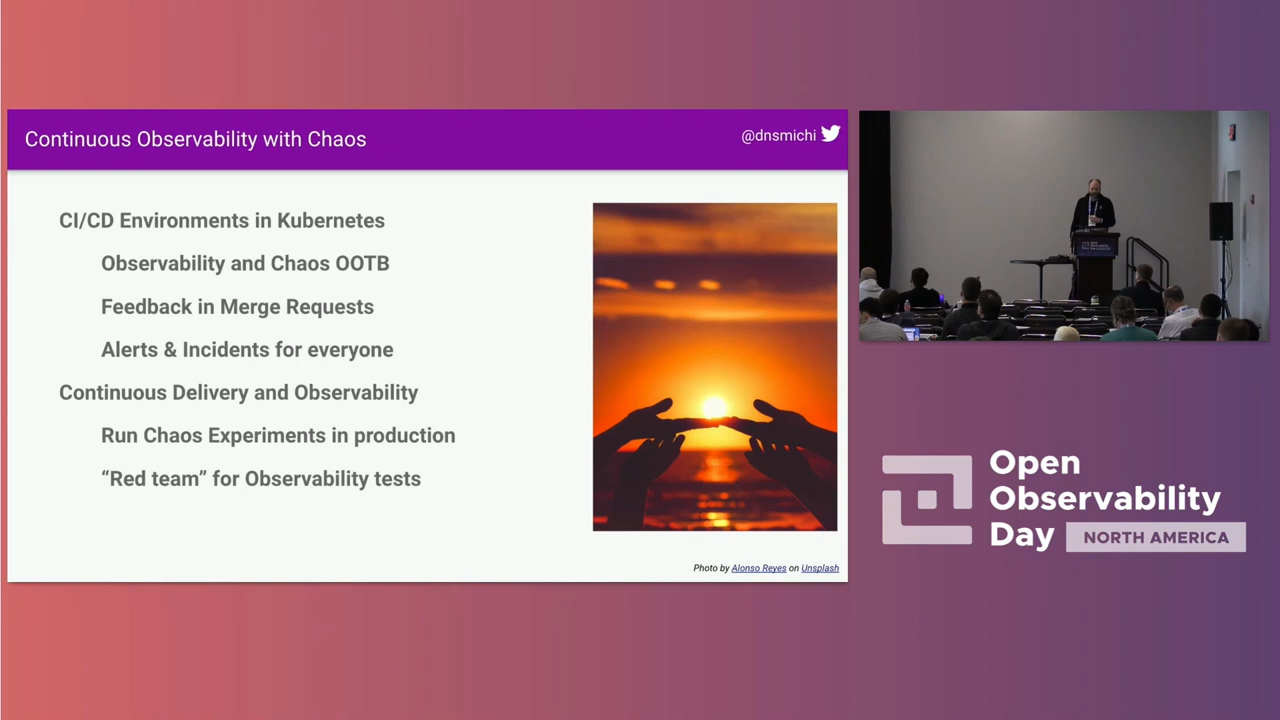 Continuous Observability with Chaos
@dnsmichi
CI/CD Environments in Kubernetes
Observability and Chaos OOTB
Feedback in Merge Requests
Alerts & Incidents for everyone
Continuous Delivery and Observability
Run Chaos Experiments in production
“Red team” for Observability tests
Photo by Alonso Reyes on Unsplash
Open
Observability
Day NORTH AMERICA